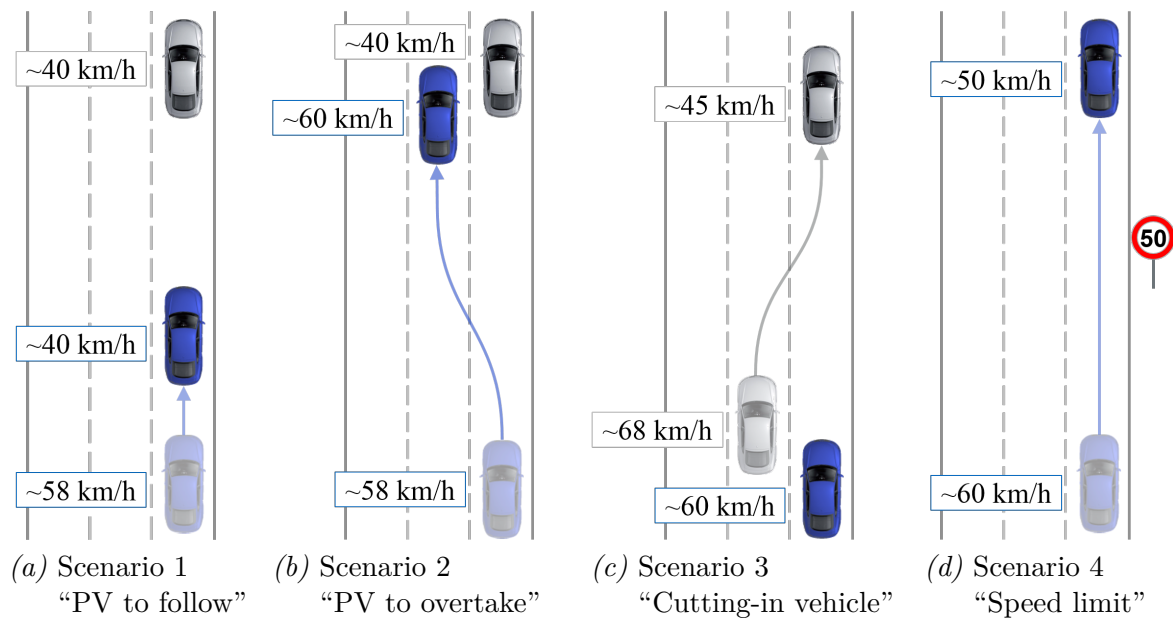 ~40 km/h
~40 km/h
~58 km/h
(a) Scenario 1
“PV to follow”
~40 km/h
~60 km/h
~58 km/h
(b) Scenario 2
“PV to overtake”
~45 km/h
~68 km/h
~60 km/h
(c) Scenario 3
“Cutting-in vehicle”
~50 km/h
50
~60 km/h
(d) Scenario 4
“Speed limit”